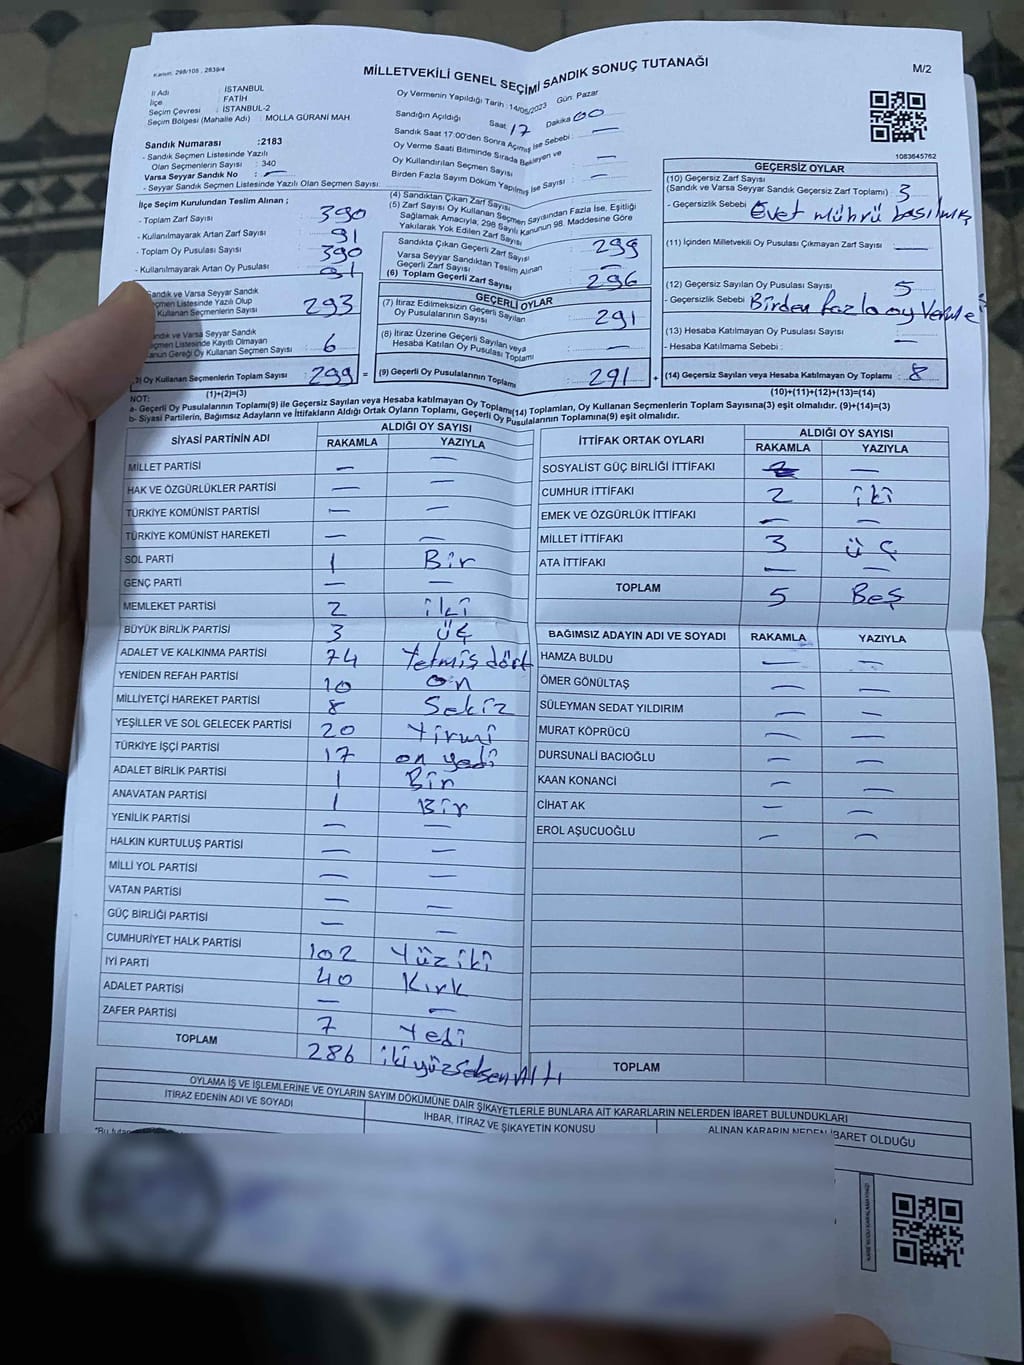 Kanun: 298/105 , 2839/4
MİLLETVEKİLİ GENEL SEÇİMİ SANDIK SONUÇ TUTANAĞI
M/2
İl Adı : İSTANBUL
İlçe : FATİH
Seçim Çevresi : İSTANBUL-2
Seçim Bölgesi (Mahalle Adı) : MOLLA GÜRANİ MAH
Sandık Numarası :2183
- Sandık Seçmen Listesinde Yazılı
Olan Seçmenlerin Sayısı : 340
Varsa Seyyar Sandık No : —
- Seyyar Sandık Seçmen Listesinde Yazılı Olan Seçmen Sayısı:
Oy Vermenin Yapıldığı Tarih : 14/05/2023 Gün: Pazar
Sandığın Açıldığı Saat: 17 Dakika 00
Sandık Saat 17:00'den Sonra Açılmış İse Sebebi : —
Oy Verme Saati Bitiminde Sırada Bekleyen ve
Oy Kullandırılan Seçmen Sayısı : —
Birden Fazla Sayım Döküm Yapılmış İse Sayısı : —
İlçe Seçim Kurulundan Teslim Alınan ;
- Toplam Zarf Sayısı : 390
- Kullanılmayarak Artan Zarf Sayısı : 91
- Toplam Oy Pusulası Sayısı : 390
- Kullanılmayarak Artan Oy Pusulası : 91
Sandık ve Varsa Seyyar Sandık
Seçmen Listesinde Yazılı Olup
Kullanan Seçmenlerin Sayısı : 293
Sandık ve Varsa Seyyar Sandık
Seçmen Listesinde Kayıtlı Olmayan
Kanun Gereği Oy Kullanan Seçmen Sayısı : 6
(3) Oy Kullanan Seçmenlerin Toplam Sayısı : 299 =
(1)+(2)=(3)
(4) Sandıktan Çıkan Zarf Sayısı
(5) Zarf Sayısı Oy Kullanan Seçmen Sayısından Fazla İse, Eşitliği
Sağlamak Amacıyla, 298 Sayılı Kanunun 98. Maddesine Göre
Yakılarak Yok Edilen Zarf Sayısı
Sandıkta Çıkan Geçerli Zarf Sayısı : 299
Varsa Seyyar Sandıktan Teslim Alınan
Geçerli Zarf Sayısı : —
(6) Toplam Geçerli Zarf Sayısı : 296
GEÇERLİ OYLAR
(7) İtiraz Edilmeksizin Geçerli Sayılan
Oy Pusulalarının Sayısı : 291
(8) İtiraz Üzerine Geçerli Sayılan veya
Hesaba Katılan Oy Pusulası Toplamı : —
(9) Geçerli Oy Pusulalarının Toplamı : 291 +
1083645762
GEÇERSİZ OYLAR
(10) Geçersiz Zarf Sayısı
(Sandık ve Varsa Seyyar Sandık Geçersiz Zarf Toplamı) : 3
- Geçersizlik Sebebi : Evet mührü basılmış
(11) İçinden Milletvekili Oy Pusulası Çıkmayan Zarf Sayısı : —
(12) Geçersiz Sayılan Oy Pusulası Sayısı : 5
- Geçersizlik Sebebi : Birden fazla oy Verme
(13) Hesaba Katılmayan Oy Pusulası Sayısı : —
- Hesaba Katılmama Sebebi :
(14) Geçersiz Sayılan veya Hesaba Katılmayan Oy Toplamı : 8
(10)+(11)+(12)+(13)=(14)
NOT:
a- Geçerli Oy Pusulalarının Toplamı(9) ile Geçersiz Sayılan veya Hesaba Katılmayan Oy Toplamı(14) Toplamları, Oy Kullanan Seçmenlerin Toplam Sayısına(3) eşit olmalıdır. (9)+(14)=(3)
b- Siyasi Partilerin, Bağımsız Adayların ve İttifakların Aldığı Ortak Oyların Toplamı, Geçerli Oy Pusulalarının Toplamına(9) eşit olmalıdır.
SİYASİ PARTİNİN ADI ALDIĞI OY SAYISI
RAKAMLA YAZIYLA
MİLLET PARTİSİ — —
HAK VE ÖZGÜRLÜKLER PARTİSİ — —
TÜRKİYE KOMÜNİST PARTİSİ — —
TÜRKİYE KOMÜNİST HAREKETİ — —
SOL PARTİ 1 Bir
GENÇ PARTİ — —
MEMLEKET PARTİSİ 2 iki
BÜYÜK BİRLİK PARTİSİ 3 üç
ADALET VE KALKINMA PARTİSİ 74 Yetmiş dört
YENİDEN REFAH PARTİSİ 10 on
MİLLİYETÇİ HAREKET PARTİSİ 8 Sekiz
YEŞİLLER VE SOL GELECEK PARTİSİ 20 Yirmi
TÜRKİYE İŞÇİ PARTİSİ 17 on yedi
ADALET BİRLİK PARTİSİ 1 Bir
ANAVATAN PARTİSİ 1 Bir
YENİLİK PARTİSİ — —
HALKIN KURTULUŞ PARTİSİ — —
MİLLİ YOL PARTİSİ — —
VATAN PARTİSİ — —
GÜÇ BİRLİĞİ PARTİSİ — —
CUMHURİYET HALK PARTİSİ 102 Yüz iki
İYİ PARTİ 40 Kırk
ADALET PARTİSİ — —
ZAFER PARTİSİ 7 Yedi
TOPLAM 286 iki yüz seksen Altı
İTTİFAK ORTAK OYLARI ALDIĞI OY SAYISI
RAKAMLA YAZIYLA
SOSYALİST GÜÇ BİRLİĞİ İTTİFAKI —
CUMHUR İTTİFAKI 2 iki
EMEK VE ÖZGÜRLÜK İTTİFAKI — —
MİLLET İTTİFAKI 3 üç
ATA İTTİFAKI — —
TOPLAM 5 Beş
BAĞIMSIZ ADAYIN ADI VE SOYADI RAKAMLA YAZIYLA
HAMZA BULDU — —
ÖMER GÖNÜLTAŞ — —
SÜLEYMAN SEDAT YILDIRIM — —
MURAT KÖPRÜCÜ — —
DURSUNALİ BACIOĞLU — —
KAAN KONANCİ — —
CİHAT AK — —
EROL AŞUCUOĞLU — —
TOPLAM
OYLAMA İŞ VE İŞLEMLERİNE VE OYLARIN SAYIM DÖKÜMÜNE DAİR ŞİKAYETLERLE BUNLARA AİT KARARLARIN NELERDEN İBARET BULUNDUKLARI
İTİRAZ EDENİN ADI VE SOYADI
İHBAR, İTİRAZ VE ŞİKAYETİN KONUSU
ALINAN KARARIN NEDEN İBARET OLDUĞU